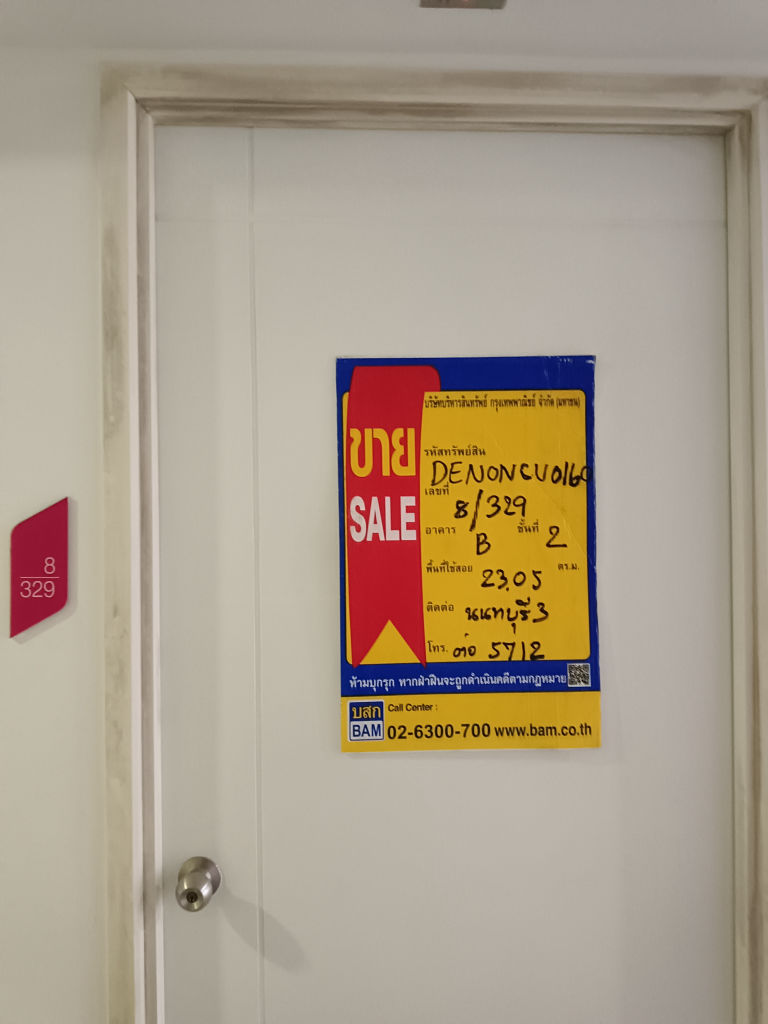 8
329
บริษัทบริหารสินทรัพย์ กรุงเทพพาณิชย์ จำกัด (มหาชน)
ขาย
SALE
รหัสทรัพย์สิน
DENONCU0160
เลขที่ 8/329
อาคาร B ชั้นที่ 2
พื้นที่ใช้สอย 23.05 ตร.ม.
ติดต่อ นนทบุรี 3
โทร. ต่อ 5712
ห้ามบุกรุก หากฝ่าฝืนจะถูกดำเนินคดีตามกฎหมาย
บสก
BAM
Call Center :
02-6300-700 www.bam.co.th